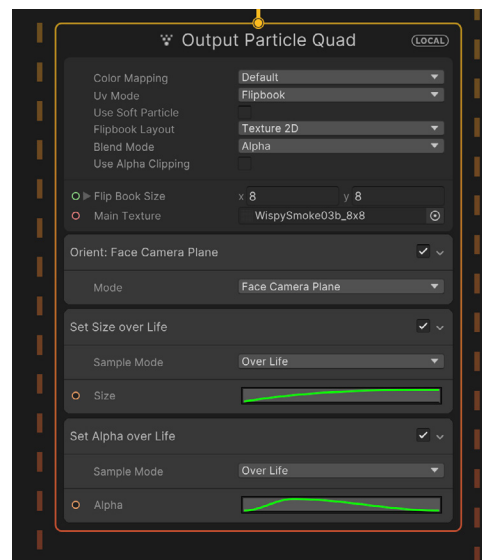 Output Particle Quad LOCAL
Color Mapping Default
Uv Mode Flipbook
Use Soft Particle
Flipbook Layout Texture 2D
Blend Mode Alpha
Use Alpha Clipping
Flip Book Size x 8 y 8
Main Texture WispySmoke03b_8x8
Orient: Face Camera Plane
Mode Face Camera Plane
Set Size over Life
Sample Mode Over Life
Size
Set Alpha over Life
Sample Mode Over Life
Alpha